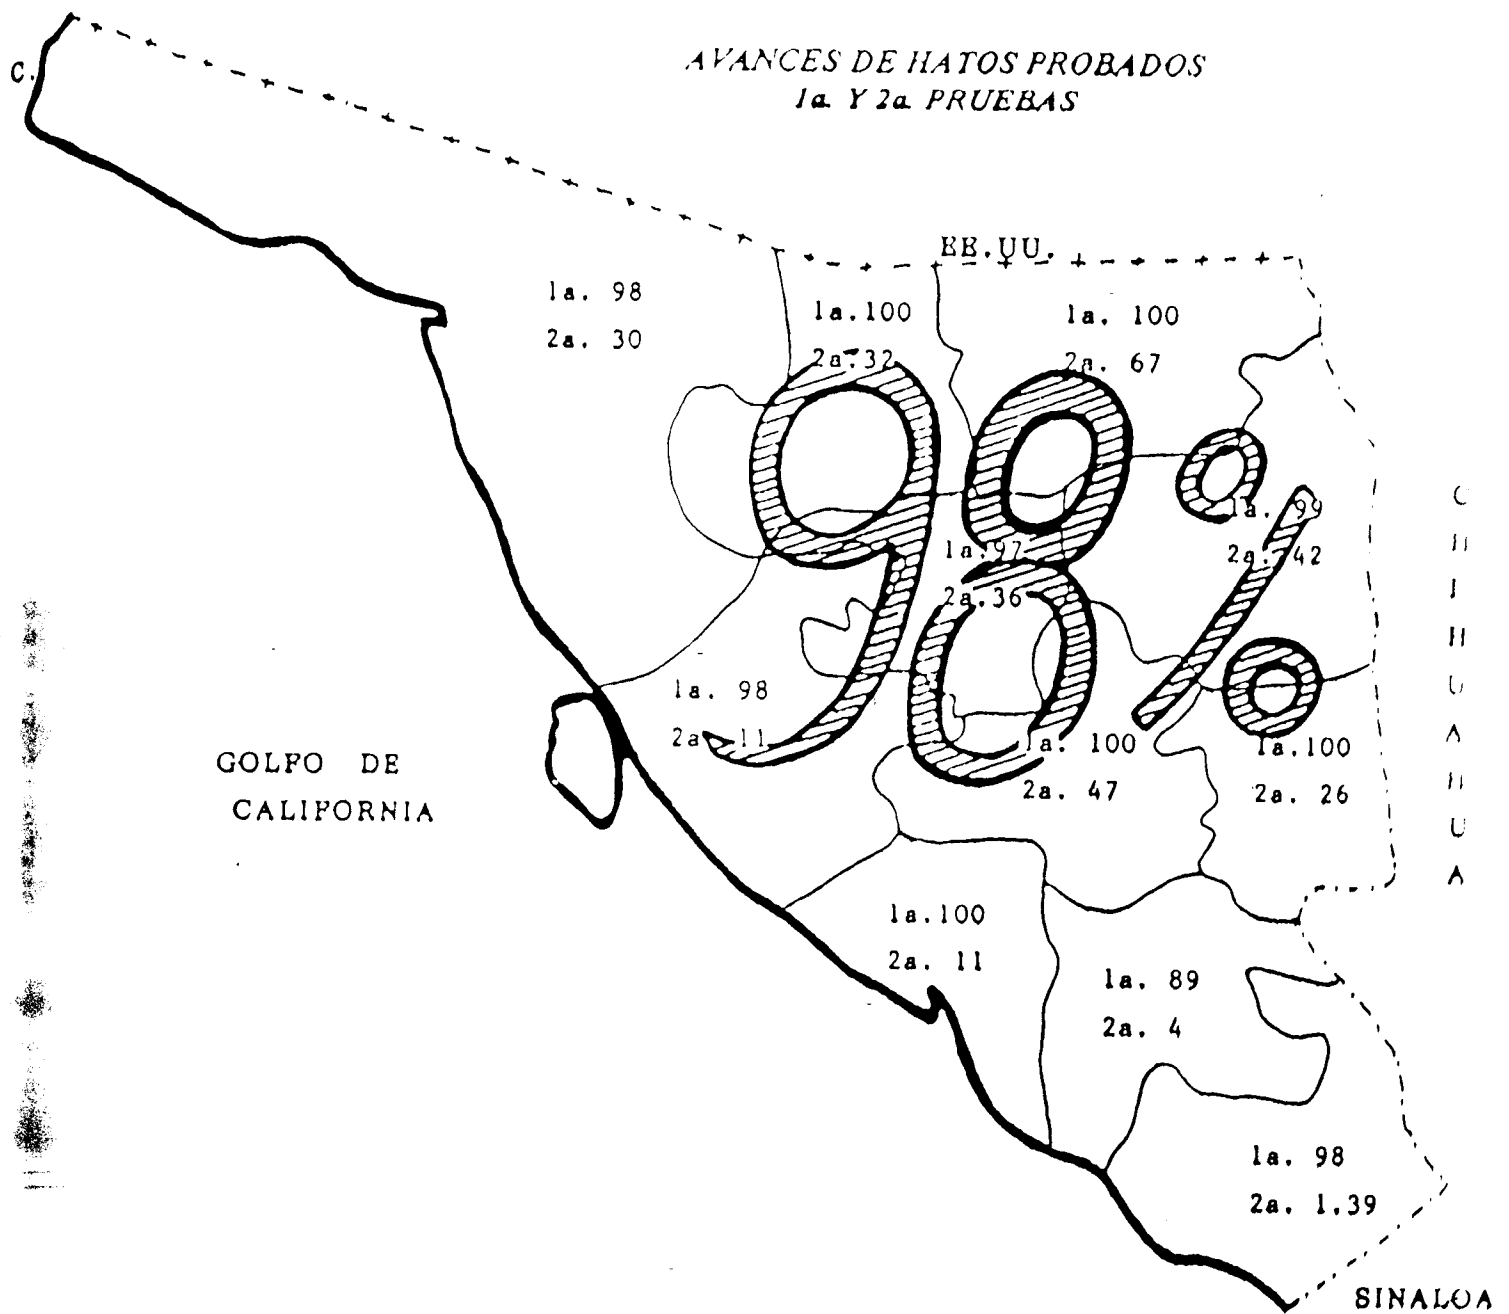 AVANCES DE HATOS PROBADOS
1a Y 2a PRUEBAS
C.
EE.UU.
1a. 98
2a. 30
1a.100
2a.32
1a. 100
2a. 67
98%
1a. 99
2a. 42
1a.97
2a.36
1a. 98
2a. 11
1a. 100
2a. 47
1a.100
2a. 26
CHIHUAHUA
GOLFO DE
CALIFORNIA
1a.100
2a. 11
1a. 89
2a. 4
1a. 98
2a. 1.39
SINALOA